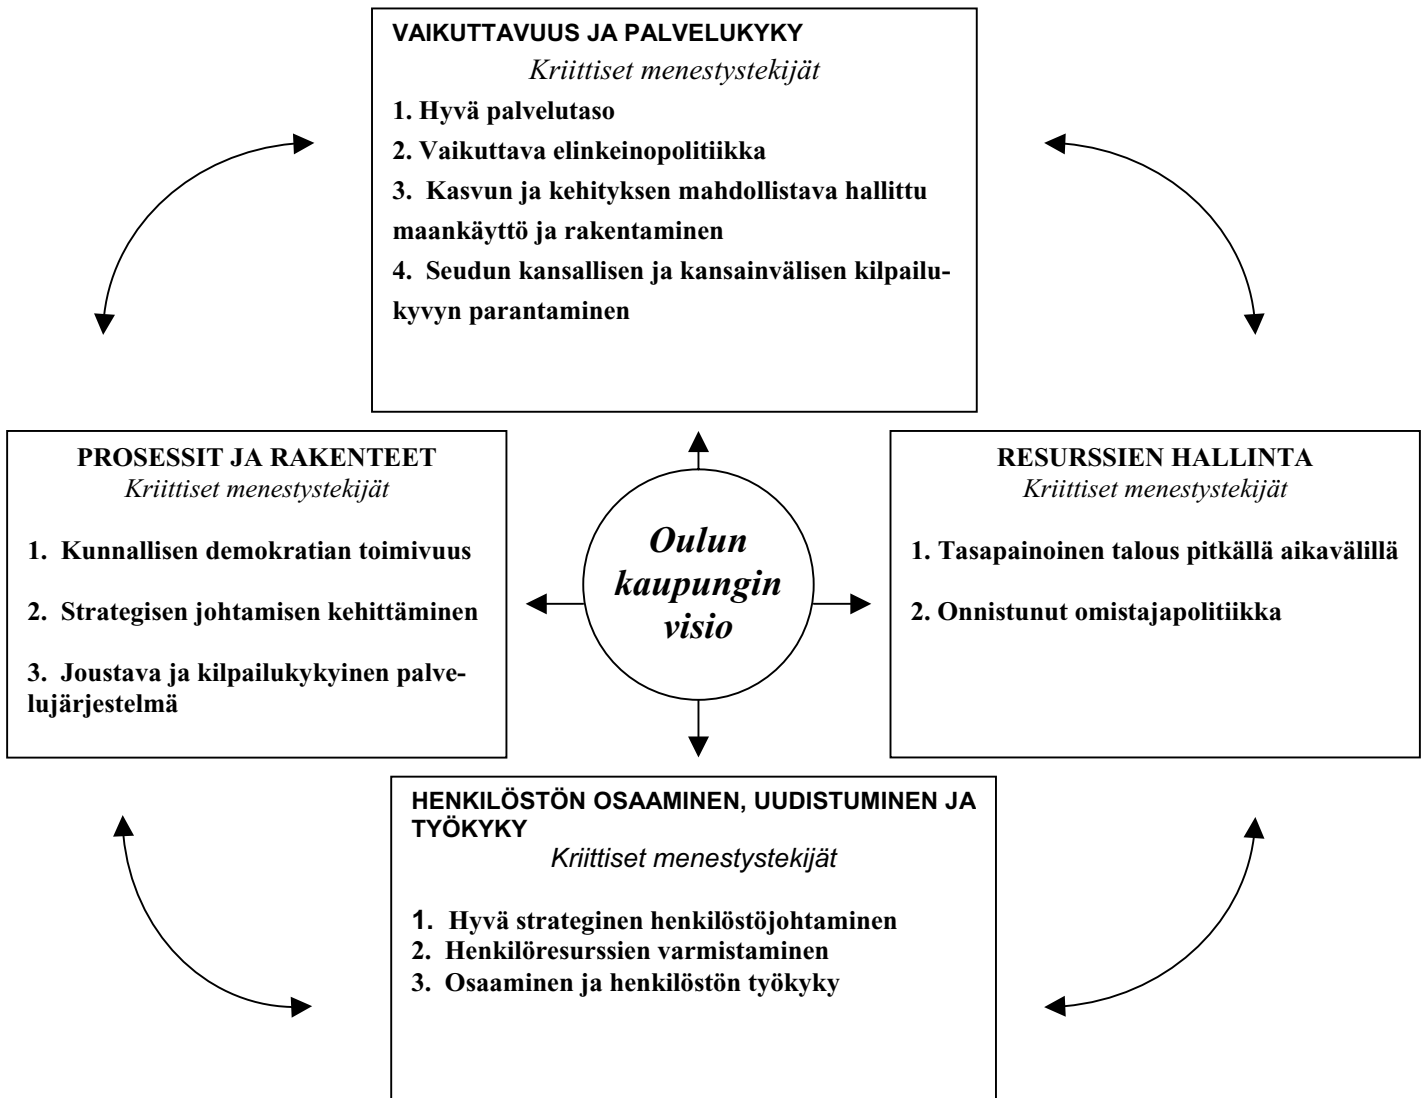 VAIKUTTAVUUS JA PALVELUKYKY
Kriittiset menestystekijät
1. Hyvä palvelutaso
2. Vaikuttava elinkeinopolitiikka
3. Kasvun ja kehityksen mahdollistava hallittu
maankäyttö ja rakentaminen
4. Seudun kansallisen ja kansainvälisen kilpailu-
kyvyn parantaminen
PROSESSIT JA RAKENTEET
Kriittiset menestystekijät
1. Kunnallisen demokratian toimivuus
2. Strategisen johtamisen kehittäminen
3. Joustava ja kilpailukykyinen palve-
lujärjestelmä
Oulun
kaupungin
visio
RESURSSIEN HALLINTA
Kriittiset menestystekijät
1. Tasapainoinen talous pitkällä aikavälillä
2. Onnistunut omistajapolitiikka
HENKILÖSTÖN OSAAMINEN, UUDISTUMINEN JA
TYÖKYKY
Kriittiset menestystekijät
1. Hyvä strateginen henkilöstöjohtaminen
2. Henkilöresurssien varmistaminen
3. Osaaminen ja henkilöstön työkyky